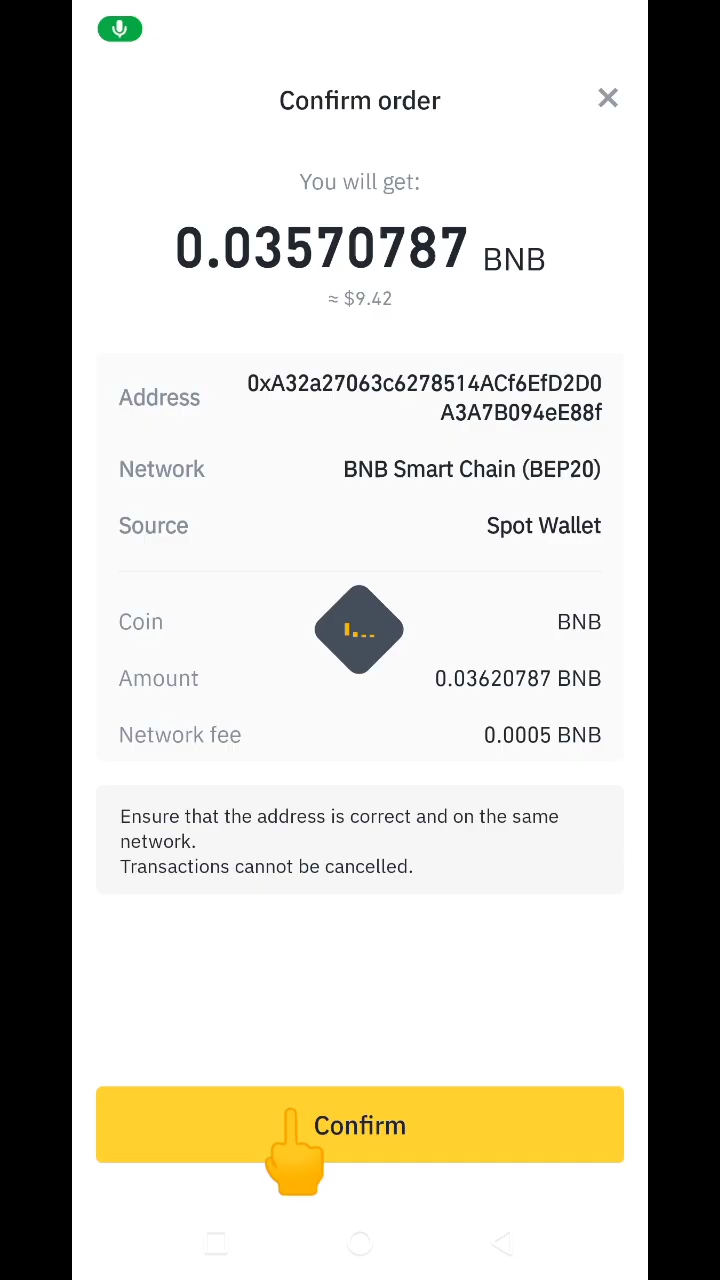 Confirm order
You will get:
0.03570787 BNB
≈ $9.42
Address 0xA32a27063c6278514ACf6EfD2D0
A3A7B094eE88f
Network BNB Smart Chain (BEP20)
Source Spot Wallet
Coin BNB
Amount 0.03620787 BNB
Network fee 0.0005 BNB
Ensure that the address is correct and on the same
network.
Transactions cannot be cancelled.
Confirm